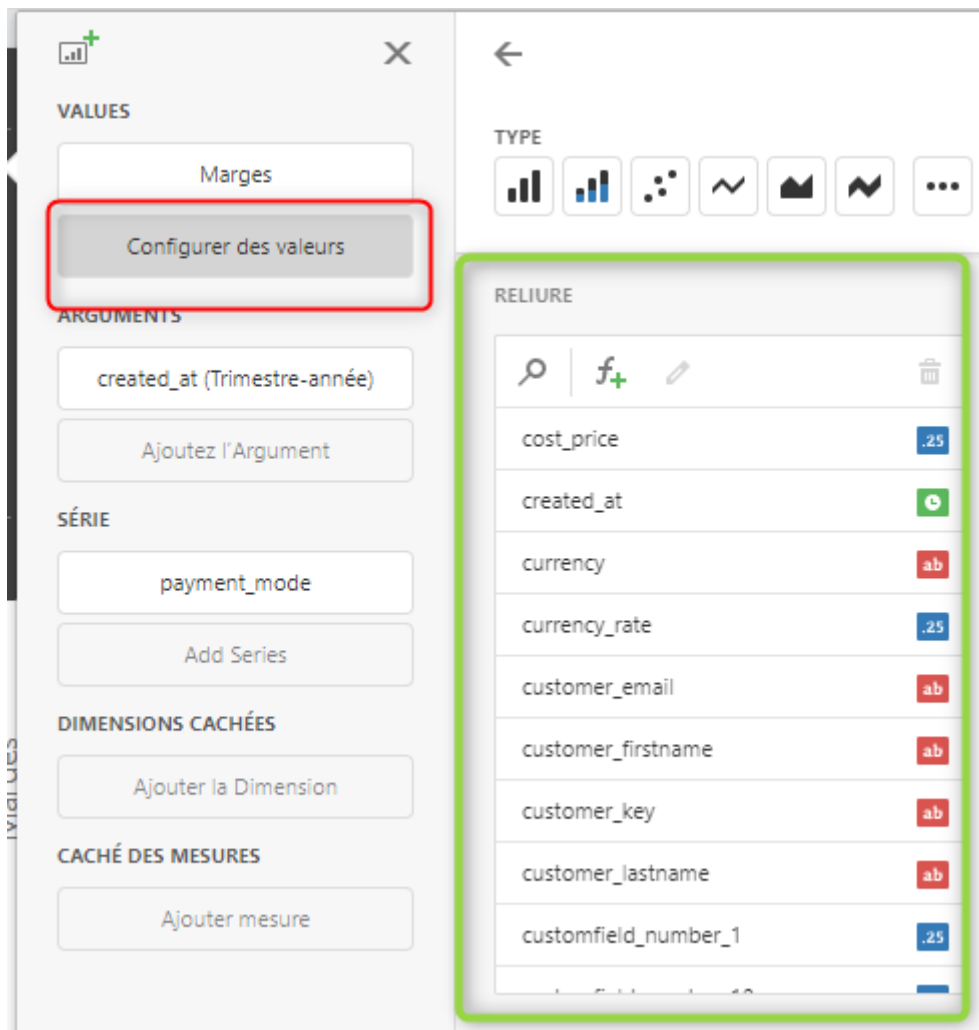 VALUES
Marges
Configurer des valeurs
ARGUMENTS
created_at (Trimestre-année)
Ajoutez l'Argument
SÉRIE
payment_mode
Add Series
DIMENSIONS CACHÉES
Ajouter la Dimension
CACHÉ DES MESURES
Ajouter mesure
TYPE
RELIURE
cost_price .25
created_at
currency ab
currency_rate .25
customer_email ab
customer_firstname ab
customer_key ab
customer_lastname ab
customfield_number_1 .25